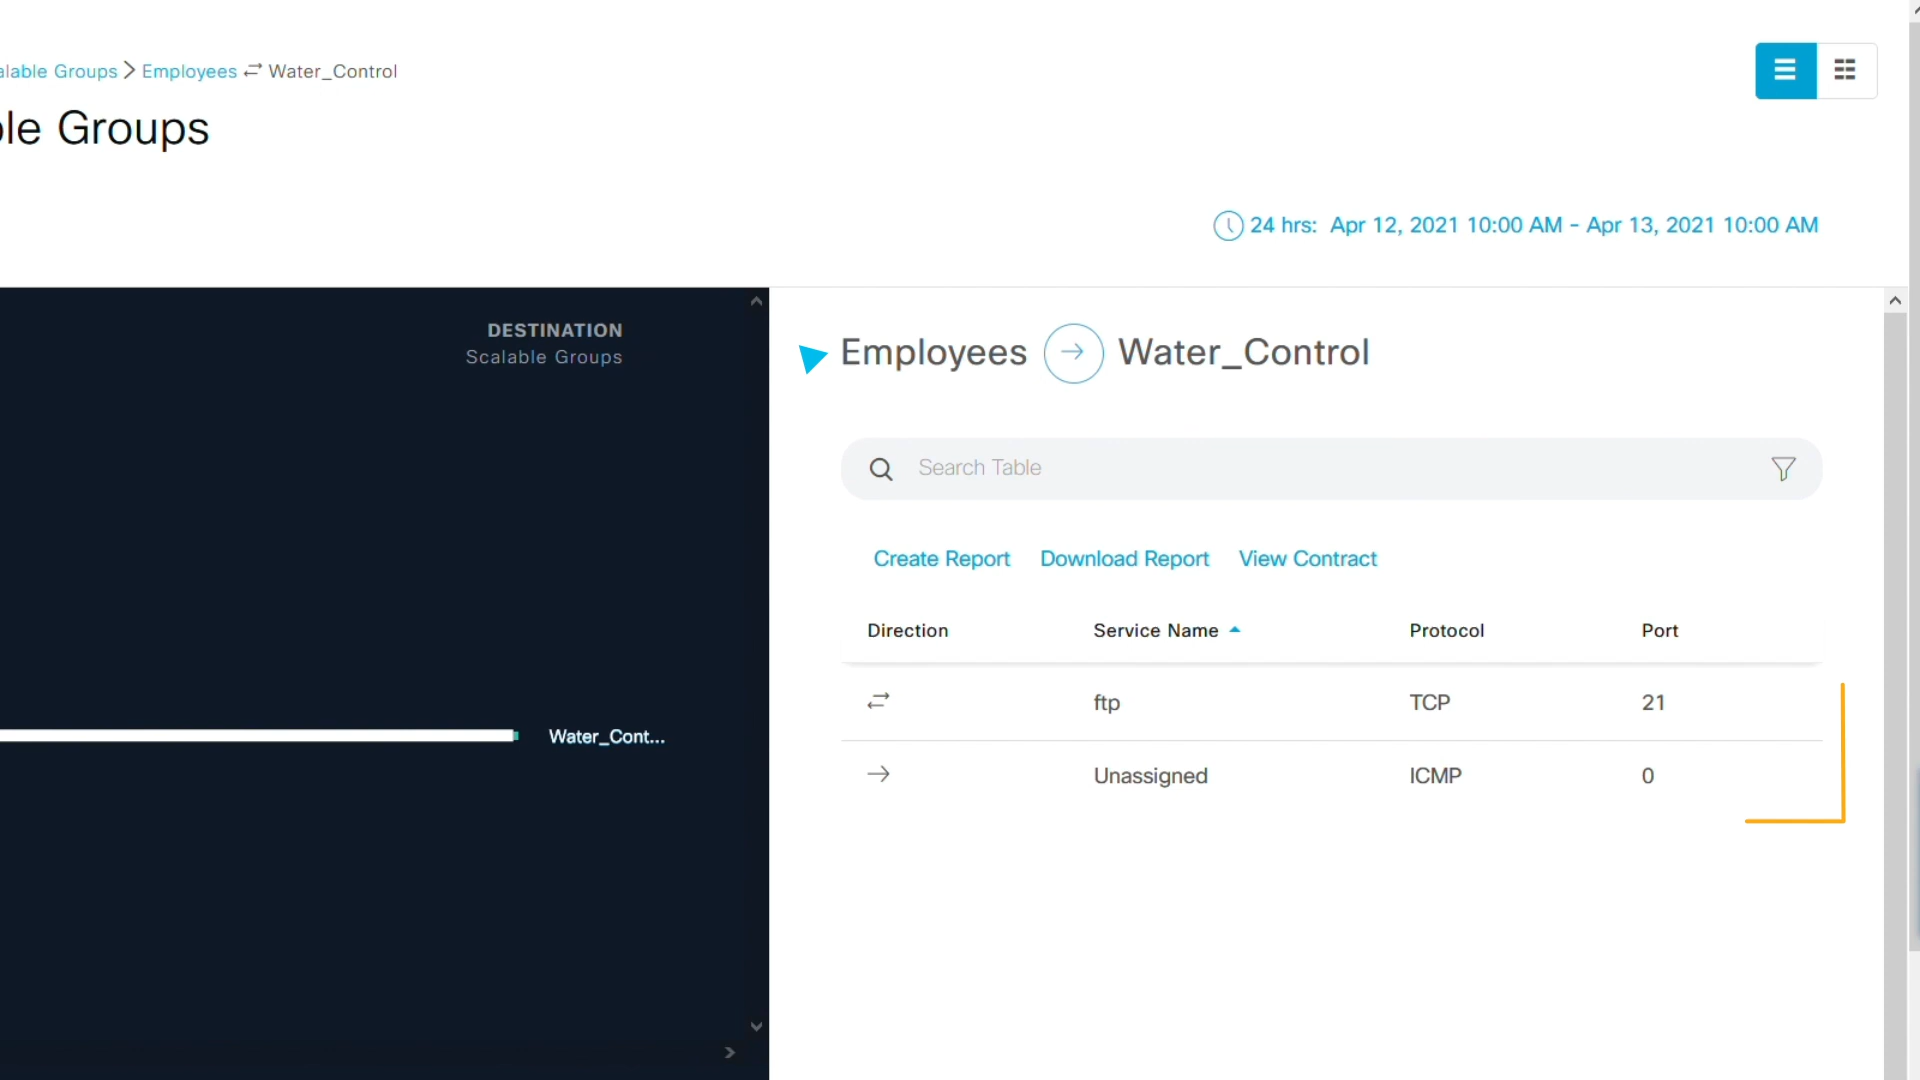 alable Groups > Employees ⇄ Water_Control
ble Groups
24 hrs: Apr 12, 2021 10:00 AM - Apr 13, 2021 10:00 AM
DESTINATION
Scalable Groups
Water_Cont...
Employees → Water_Control
Search Table
Create Report Download Report View Contract
Direction Service Name Protocol Port
ftp TCP 21
Unassigned ICMP 0